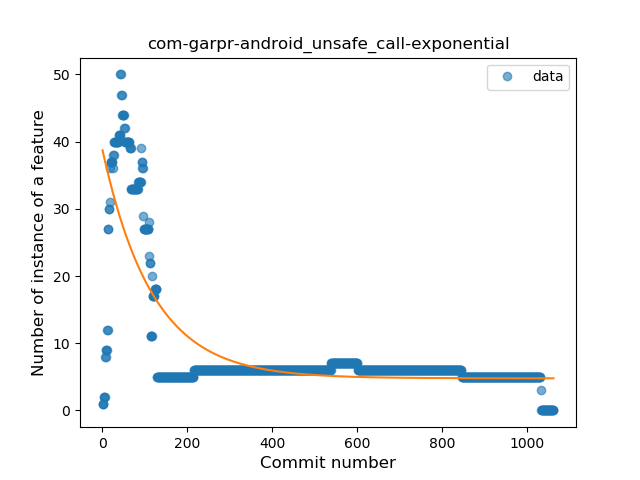 com-garpr-android_unsafe_call-exponential
data
Number of instance of a feature
50
40
30
20
10
0
0 200 400 600 800 1000
Commit number